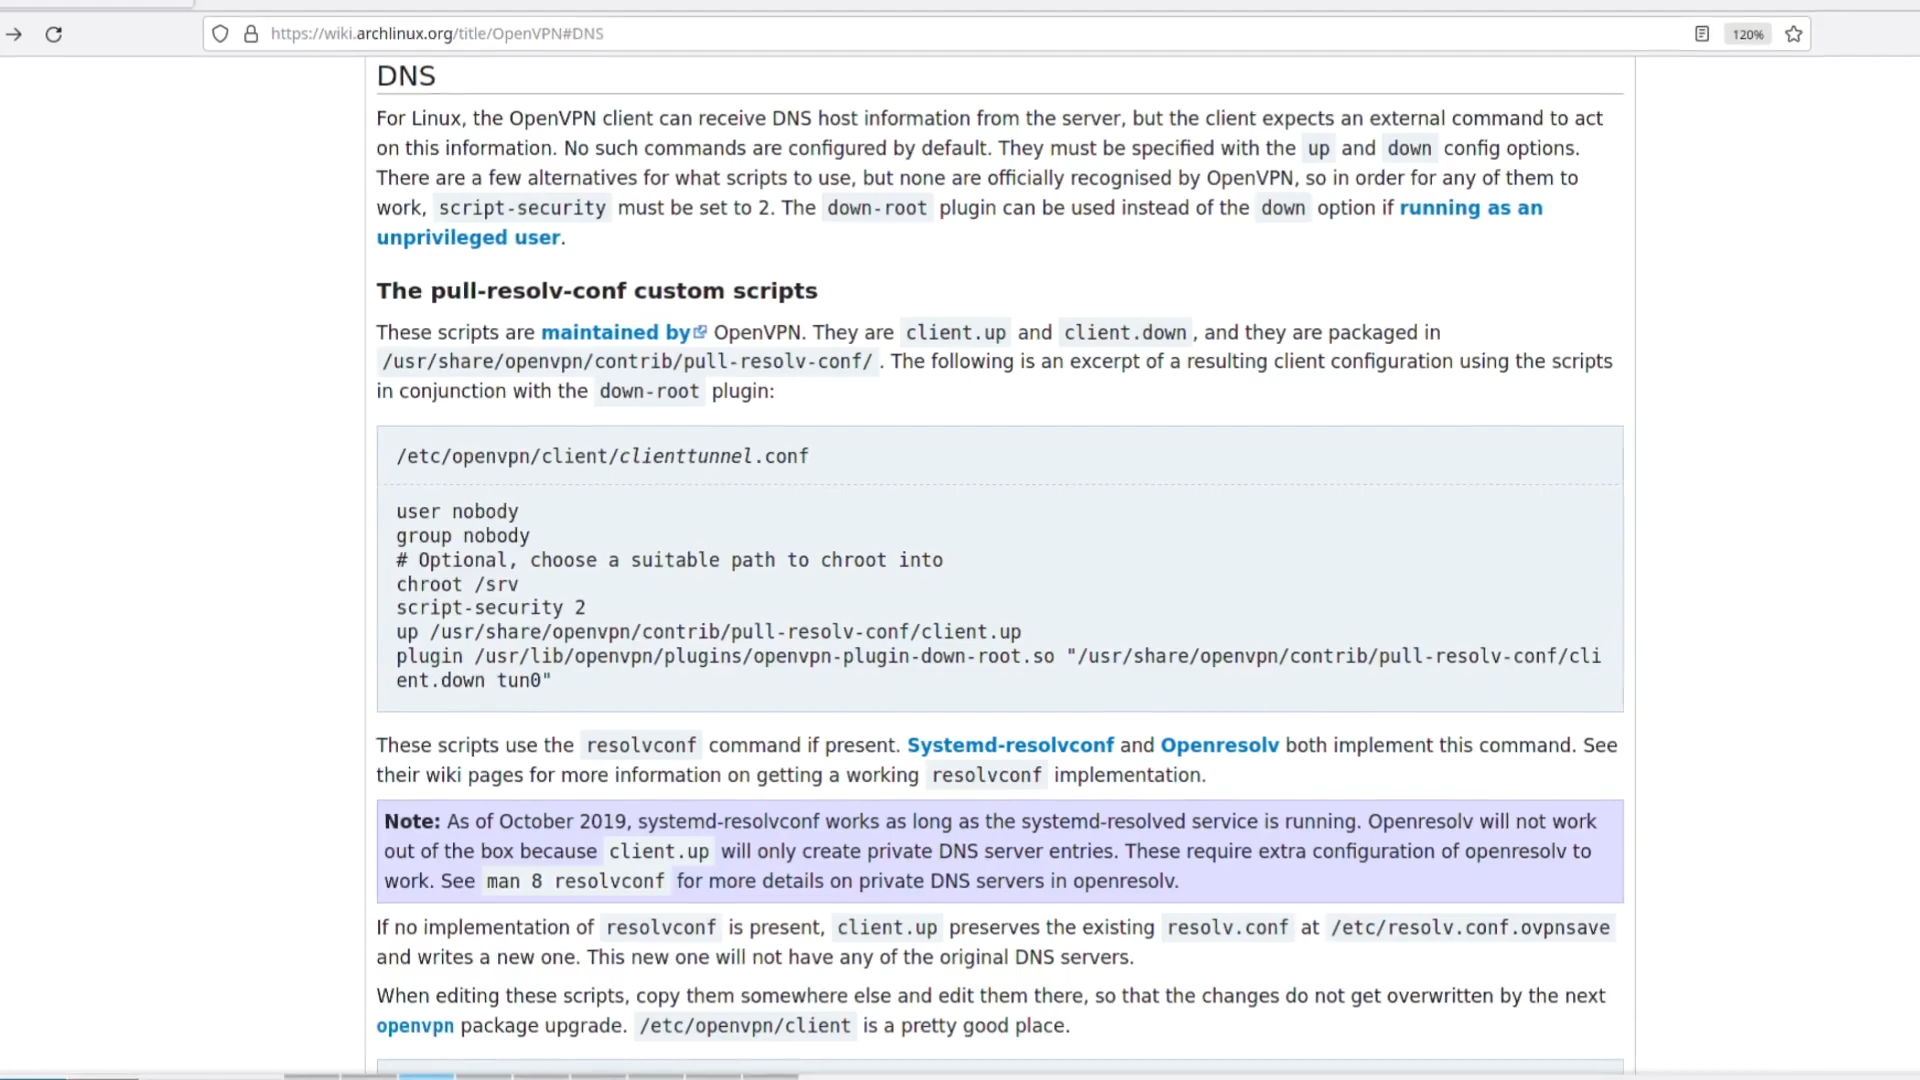 https://wiki.archlinux.org/title/OpenVPN#DNS
120%
DNS
For Linux, the OpenVPN client can receive DNS host information from the server, but the client expects an external command to act
on this information. No such commands are configured by default. They must be specified with the up and down config options.
There are a few alternatives for what scripts to use, but none are officially recognised by OpenVPN, so in order for any of them to
work, script-security must be set to 2. The down-root plugin can be used instead of the down option if running as an
unprivileged user.
The pull-resolv-conf custom scripts
These scripts are maintained by OpenVPN. They are client.up and client.down, and they are packaged in
/usr/share/openvpn/contrib/pull-resolv-conf/. The following is an excerpt of a resulting client configuration using the scripts
in conjunction with the down-root plugin:
/etc/openvpn/client/clienttunnel.conf
user nobody
group nobody
# Optional, choose a suitable path to chroot into
chroot /srv
script-security 2
up /usr/share/openvpn/contrib/pull-resolv-conf/client.up
plugin /usr/lib/openvpn/plugins/openvpn-plugin-down-root.so "/usr/share/openvpn/contrib/pull-resolv-conf/cli
ent.down tun0"
These scripts use the resolvconf command if present. Systemd-resolvconf and Openresolv both implement this command. See
their wiki pages for more information on getting a working resolvconf implementation.
Note: As of October 2019, systemd-resolvconf works as long as the systemd-resolved service is running. Openresolv will not work
out of the box because client.up will only create private DNS server entries. These require extra configuration of openresolv to
work. See man 8 resolvconf for more details on private DNS servers in openresolv.
If no implementation of resolvconf is present, client.up preserves the existing resolv.conf at /etc/resolv.conf.ovpnsave
and writes a new one. This new one will not have any of the original DNS servers.
When editing these scripts, copy them somewhere else and edit them there, so that the changes do not get overwritten by the next
openvpn package upgrade. /etc/openvpn/client is a pretty good place.